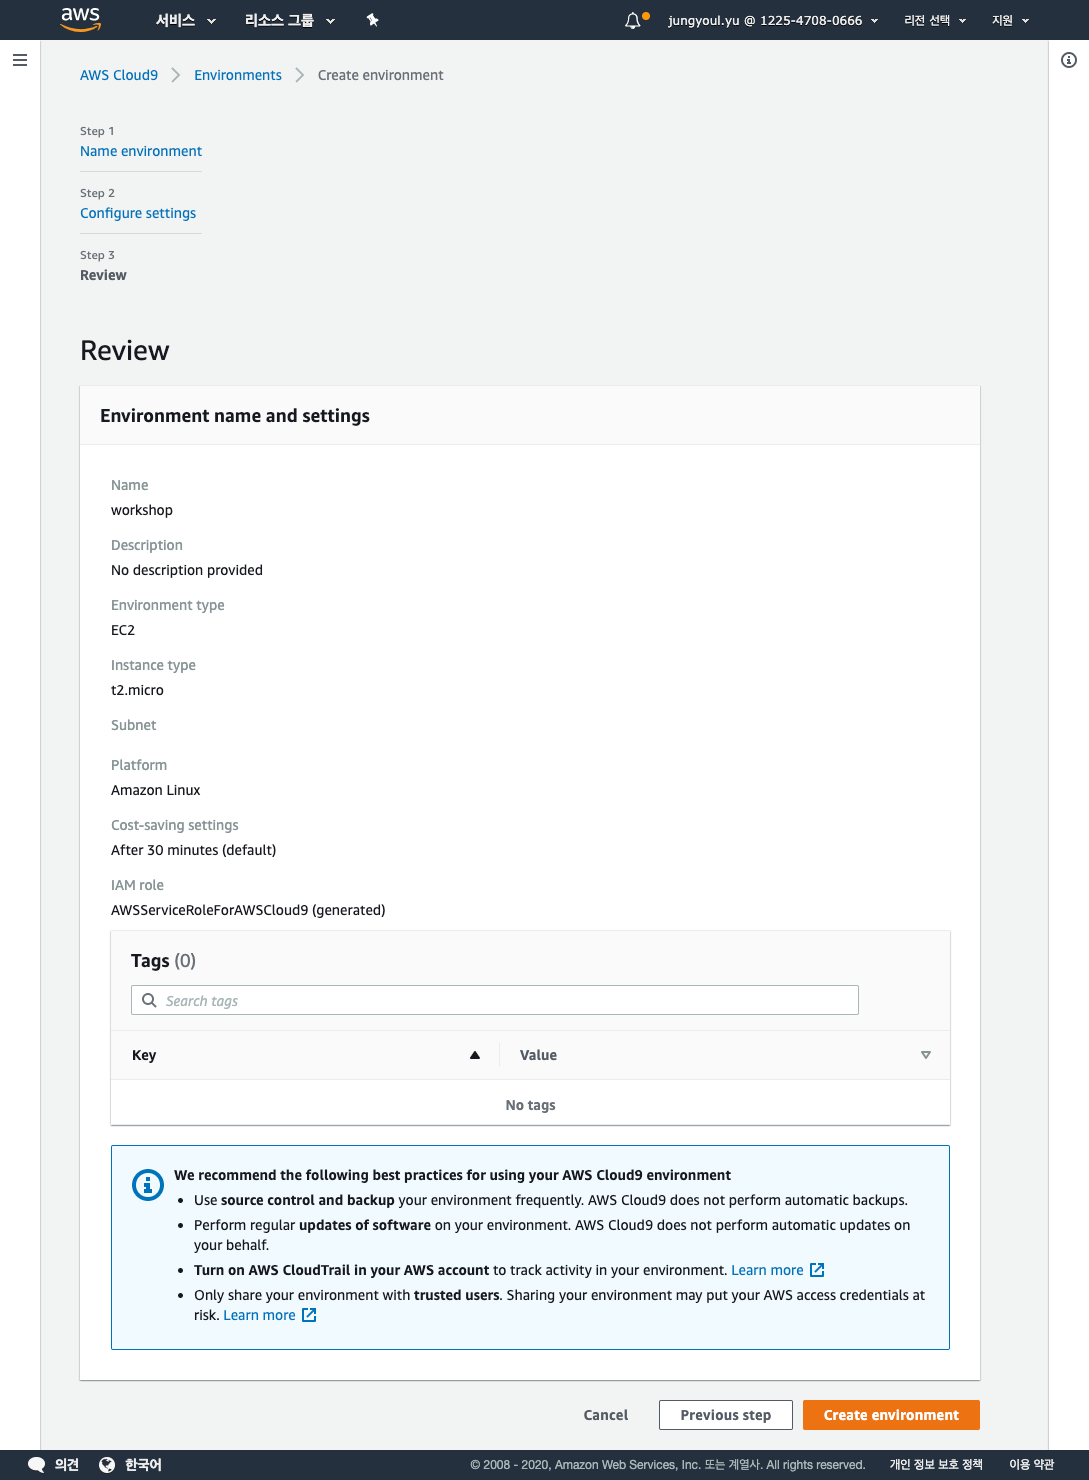 aws
서비스
리소스 그룹
jungyoul.yu @ 1225-4708-0666
리전 선택
지원
AWS Cloud9
Environments
Create environment
Step 1
Name environment
Step 2
Configure settings
Step 3
Review
Review
Environment name and settings
Name
workshop
Description
No description provided
Environment type
EC2
Instance type
t2.micro
Subnet
Platform
Amazon Linux
Cost-saving settings
After 30 minutes (default)
IAM role
AWSServiceRoleForAWSCloud9 (generated)
Tags (0)
Search tags
Key
Value
No tags
We recommend the following best practices for using your AWS Cloud9 environment
• Use source control and backup your environment frequently. AWS Cloud9 does not perform automatic backups.
• Perform regular updates of software on your environment. AWS Cloud9 does not perform automatic updates on
your behalf.
• Turn on AWS CloudTrail in your AWS account to track activity in your environment. Learn more
• Only share your environment with trusted users. Sharing your environment may put your AWS access credentials at
risk. Learn more
Cancel
Previous step
Create environment
의견
한국어
© 2008 - 2020, Amazon Web Services, Inc. 또는 계열사. All rights reserved.
개인 정보 보호 정책
이용 약관